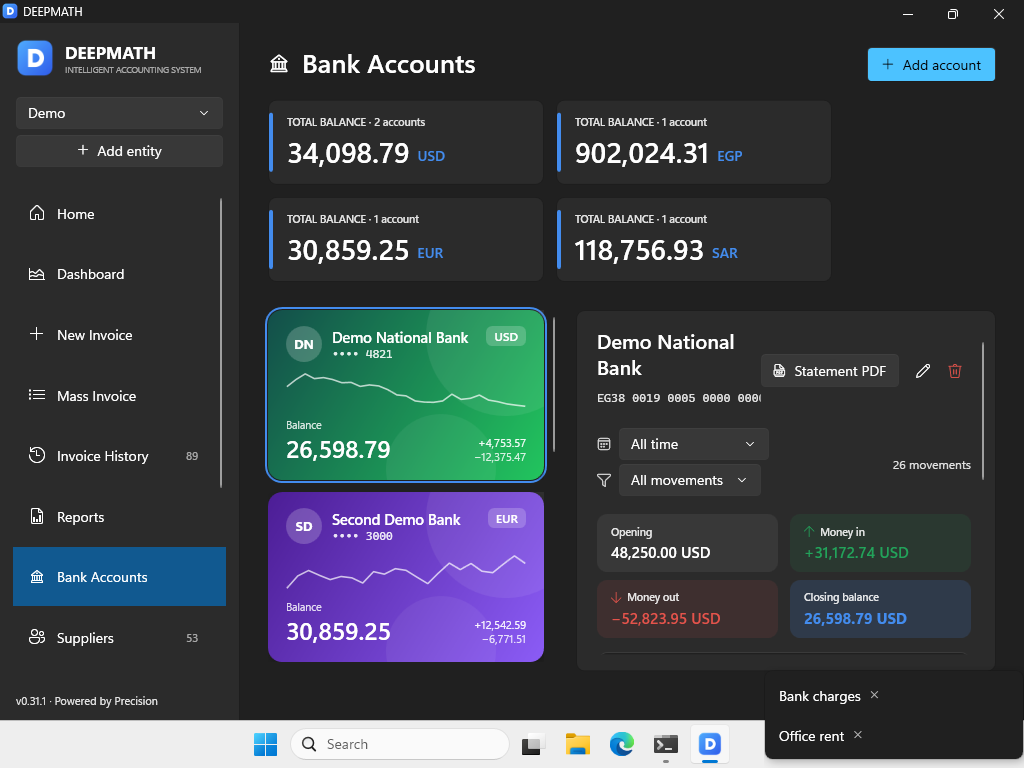 DEEPMATH
D DEEPMATH
INTELLIGENT ACCOUNTING SYSTEM
Demo
+ Add entity
Home
Dashboard
New Invoice
Mass Invoice
Invoice History 89
Reports
Bank Accounts
Suppliers 53
v0.31.1 · Powered by Precision
Bank Accounts
+ Add account
TOTAL BALANCE · 2 accounts
34,098.79 USD
TOTAL BALANCE · 1 account
902,024.31 EGP
TOTAL BALANCE · 1 account
30,859.25 EUR
TOTAL BALANCE · 1 account
118,756.93 SAR
DN Demo National Bank USD
•••• 4821
Balance
26,598.79
+4,753.57
−12,375.47
SD Second Demo Bank EUR
•••• 3000
Balance
30,859.25
+12,542.59
−6,771.51
Demo National
Bank
EG38 0019 0005 0000 000
Statement PDF
All time
All movements
26 movements
Opening
48,250.00 USD
Money in
+31,172.74 USD
Money out
−52,823.95 USD
Closing balance
26,598.79 USD
Bank charges ×
Office rent ×
Search
D